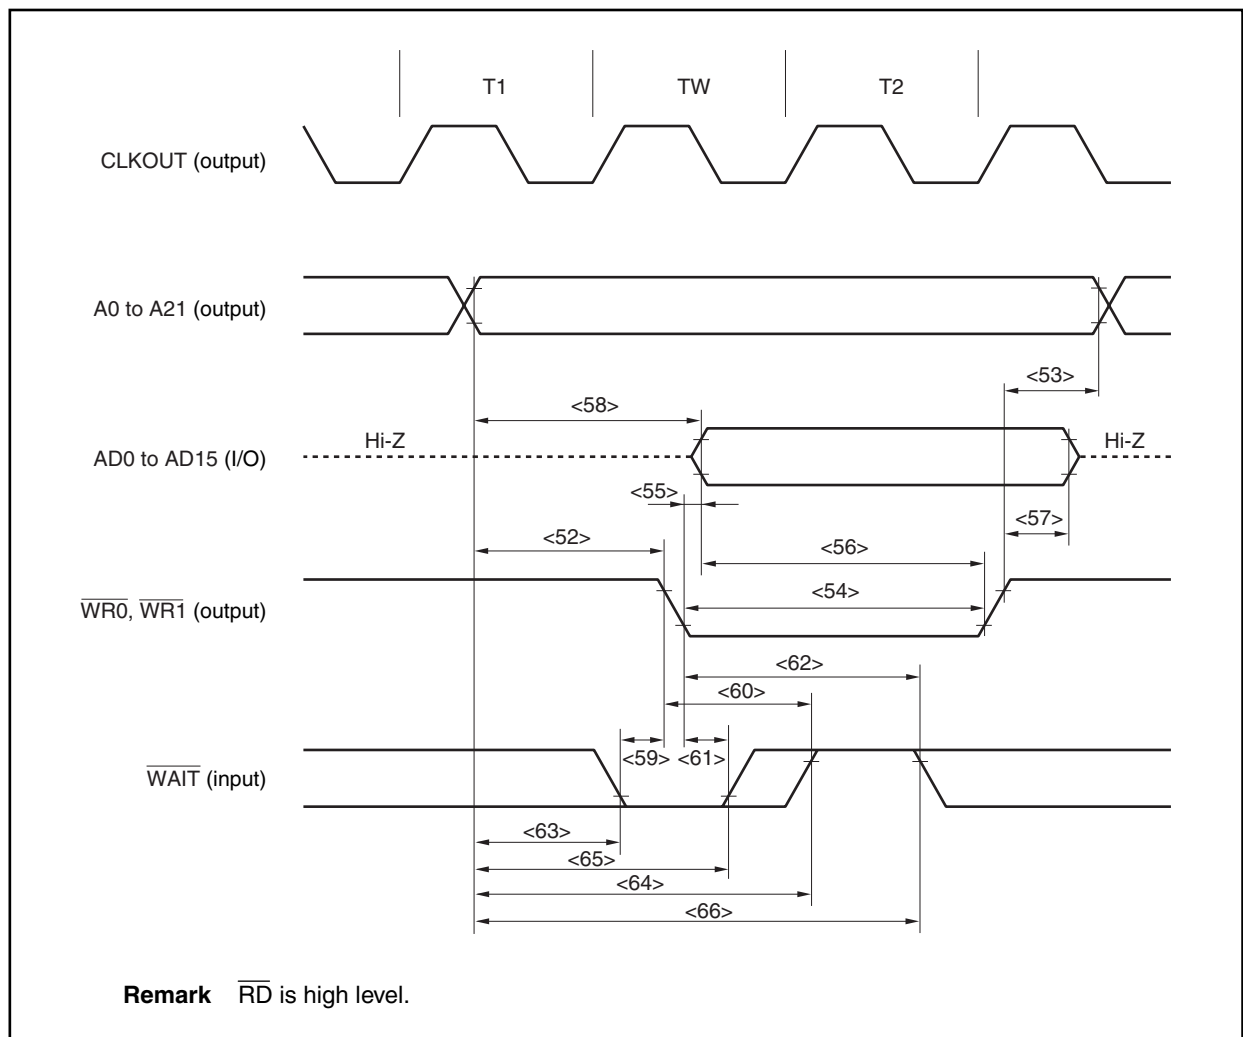 T1 TW T2
CLKOUT (output)
A0 to A21 (output)
<53>
<58>
Hi-Z Hi-Z
AD0 to AD15 (I/O)
<55>
<57>
<52>
<56>
<54>
WR0, WR1 (output)
<62>
<60>
<59> <61>
WAIT (input)
<63>
<65>
<64>
<66>
Remark RD is high level.